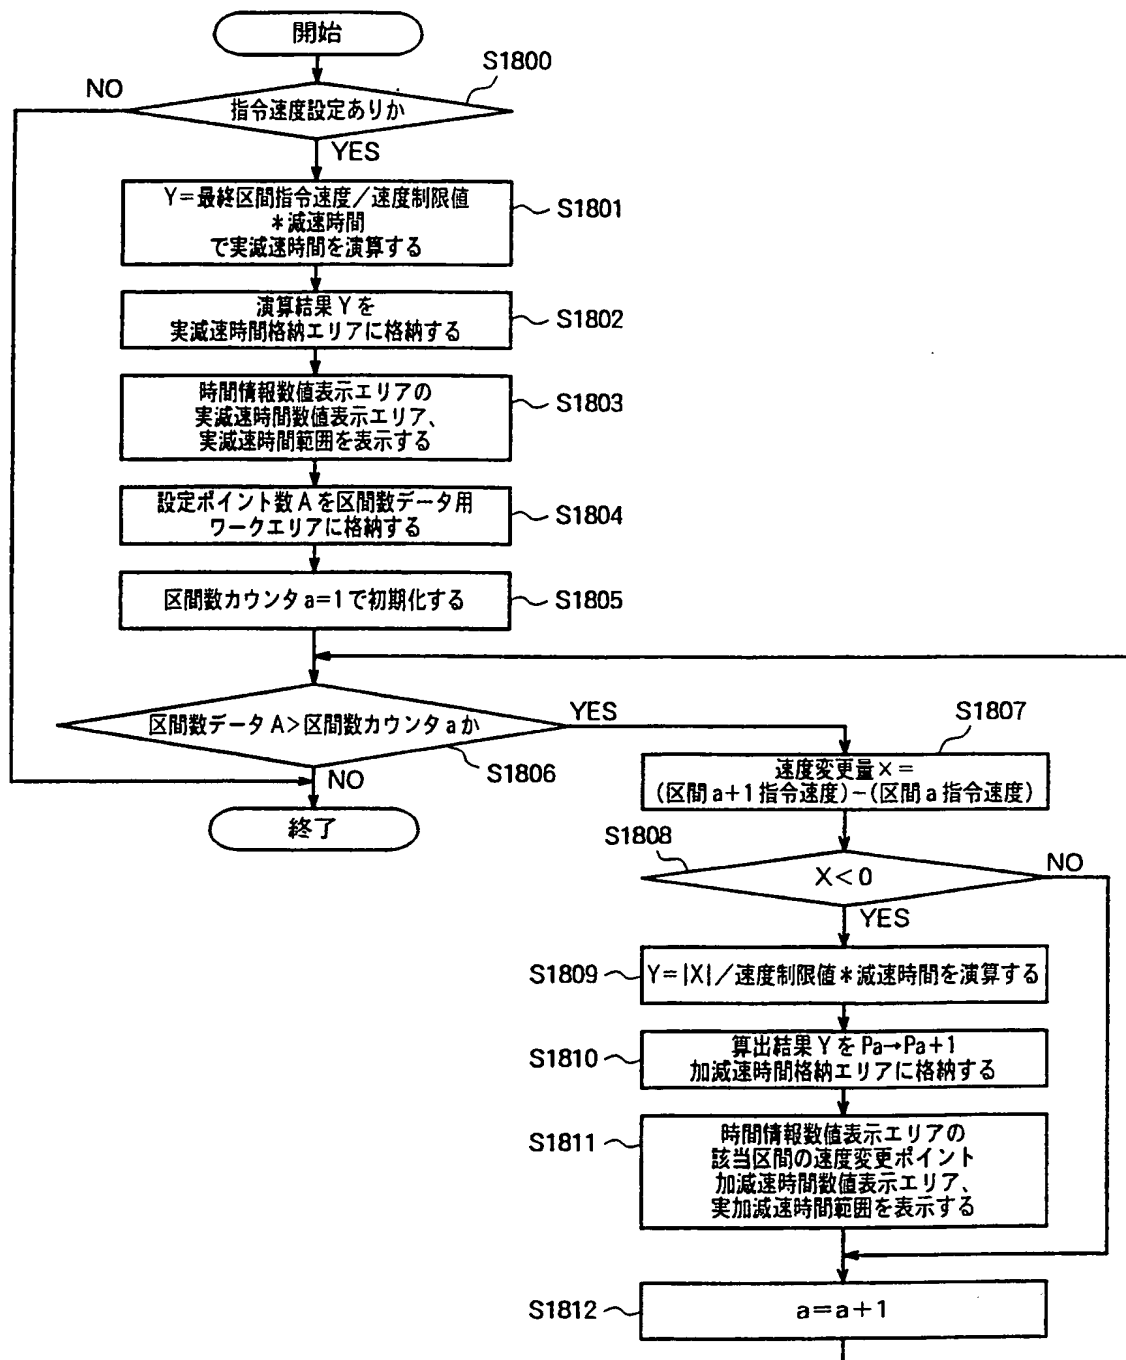 開始
S1800
NO
指令速度設定ありか
YES
Y=最終区間指令速度／速度制限値
＊減速時間
で実減速時間を演算する
S1801
演算結果Yを
実減速時間格納エリアに格納する
S1802
時間情報数値表示エリアの
実減速時間数値表示エリア、
実減速時間範囲を表示する
S1803
設定ポイント数Aを区間数データ用
ワークエリアに格納する
S1804
区間数カウンタa=1で初期化する
S1805
区間数データA>区間数カウンタaか
YES
S1806
NO
終了
S1807
速度変更量X=
(区間a+1指令速度)-(区間a指令速度)
S1808
X<0
NO
YES
S1809
Y=|X|／速度制限値＊減速時間を演算する
S1810
算出結果YをPa→Pa+1
加減速時間格納エリアに格納する
S1811
時間情報数値表示エリアの
該当区間の速度変更ポイント
加減速時間数値表示エリア、
実加減速時間範囲を表示する
S1812
a=a+1